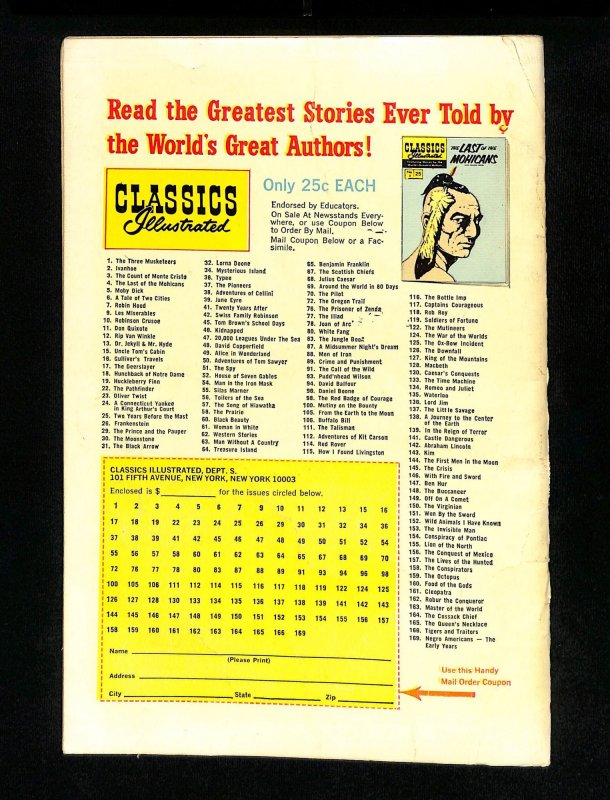 Read the Greatest Stories Ever Told by
the World's Great Authors!
CLASSICS
Illustrated
Only 25c EACH
Endorsed by Educators.
On Sale At Newsstands Every-
where, or use Coupon Below
to Order By Mail.
Mail Coupon Below or a Fac-
simile.
CLASSICS
Illustrated
25
THE LAST OF THE
MOHICANS
1. The Three Musketeers
2. Ivanhoe
3. The Count of Monte Cristo
4. The Last of the Mohicans
5. Moby Dick
6. A Tale of Two Cities
7. Robin Hood
9. Les Miserables
10. Robinson Crusoe
11. Don Quixote
12. Rip Van Winkle
13. Dr. Jekyll & Mr. Hyde
15. Uncle Tom's Cabin
16. Gulliver's Travels
17. The Deerslayer
18. Hunchback of Notre Dame
19. Huckleberry Finn
22. The Pathfinder
23. Oliver Twist
24. A Connecticut Yankee
in King Arthur's Court
25. Two Years Before the Mast
26. Frankenstein
29. The Prince and the Pauper
30. The Moonstone
31. The Black Arrow
32. Lorna Doone
34. Mysterious Island
36. Typee
37. The Pioneers
38. Adventures of Cellini
39. Jane Eyre
41. Twenty Years After
42. Swiss Family Robinson
45. Tom Brown's School Days
46. Kidnapped
47. 20,000 Leagues Under The Sea
48. David Copperfield
49. Alice in Wonderland
50. Adventures of Tom Sawyer
51. The Spy
52. House of Seven Gables
54. Man in the Iron Mask
55. Silas Marner
56. Toilers of the Sea
57. The Song of Hiawatha
58. The Prairie
60. Black Beauty
61. Woman in White
62. Western Stories
63. Man Without A Country
64. Treasure Island
65. Benjamin Franklin
67. The Scottish Chiefs
68. Julius Caesar
69. Around the World in 80 Days
70. The Pilot
72. The Oregon Trail
76. The Prisoner of Zenda
77. The Iliad
78. Joan of Arc
80. White Fang
83. The Jungle Book
87. A Midsummer Night's Dream
88. Men of Iron
89. Crime and Punishment
91. The Call of the Wild
93. Pudd'nhead Wilson
94. David Balfour
96. Daniel Boone
98. The Red Badge of Courage
100. Mutiny on the Bounty
105. From the Earth to the Moon
106. Buffalo Bill
111. The Talisman
112. Adventures of Kit Carson
114. Red Rover
115. How I Found Livingston
116. The Bottle Imp
117. Captains Courageous
118. Rob Roy
119. Soldiers of Fortune
122. The Mutineers
124. The War of the Worlds
125. The Ox-Bow Incident
126. The Downfall
127. King of the Mountains
128. Macbeth
130. Caesar's Conquests
133. The Time Machine
134. Romeo and Juliet
135. Waterloo
136. Lord Jim
137. The Little Savage
138. A Journey to the Center
of the Earth
139. In the Reign of Terror
141. Castle Dangerous
142. Abraham Lincoln
143. Kim
144. The First Men in the Moon
145. The Crisis
146. With Fire and Sword
147. Ben Hur
148. The Buccaneer
149. Off On A Comet
150. The Virginian
151. Won By the Sword
152. Wild Animals I Have Known
153. The Invisible Man
154. Conspiracy of Pontiac
155. Lion of the North
156. The Conquest of Mexico
157. The Lives of the Hunted
158. The Conspirators
159. The Octopus
160. Food of the Gods
161. Cleopatra
162. Robur the Conqueror
163. Master of the World
164. The Cossack Chief
165. The Queen's Necklace
166. Tigers and Traitors
169. Negro Americans — The
Early Years
CLASSICS ILLUSTRATED, DEPT. S.
101 FIFTH AVENUE, NEW YORK, NEW YORK 10003
Enclosed is $ for the issues circled below.
1 2 3 4 5 6 7 9 10 11 12 13 15 16
17 18 19 22 23 24 25 26 29 30 31 32 34 36
37 38 39 41 42 45 46 47 48 49 50 51 52 54
55 56 57 58 60 61 62 63 64 65 67 68 69 70
72 76 77 78 80 83 87 88 89 91 93 94 96 98
100 105 106 111 112 114 115 116 117 118 119 122 124 125
126 127 128 130 133 134 135 136 137 138 139 141 142 143
144 145 146 147 148 149 150 151 152 153 154 155 156 157
158 159 160 161 162 163 164 165 166 169
Name
(Please Print)
Address
City State Zip
Use this Handy
Mail Order Coupon